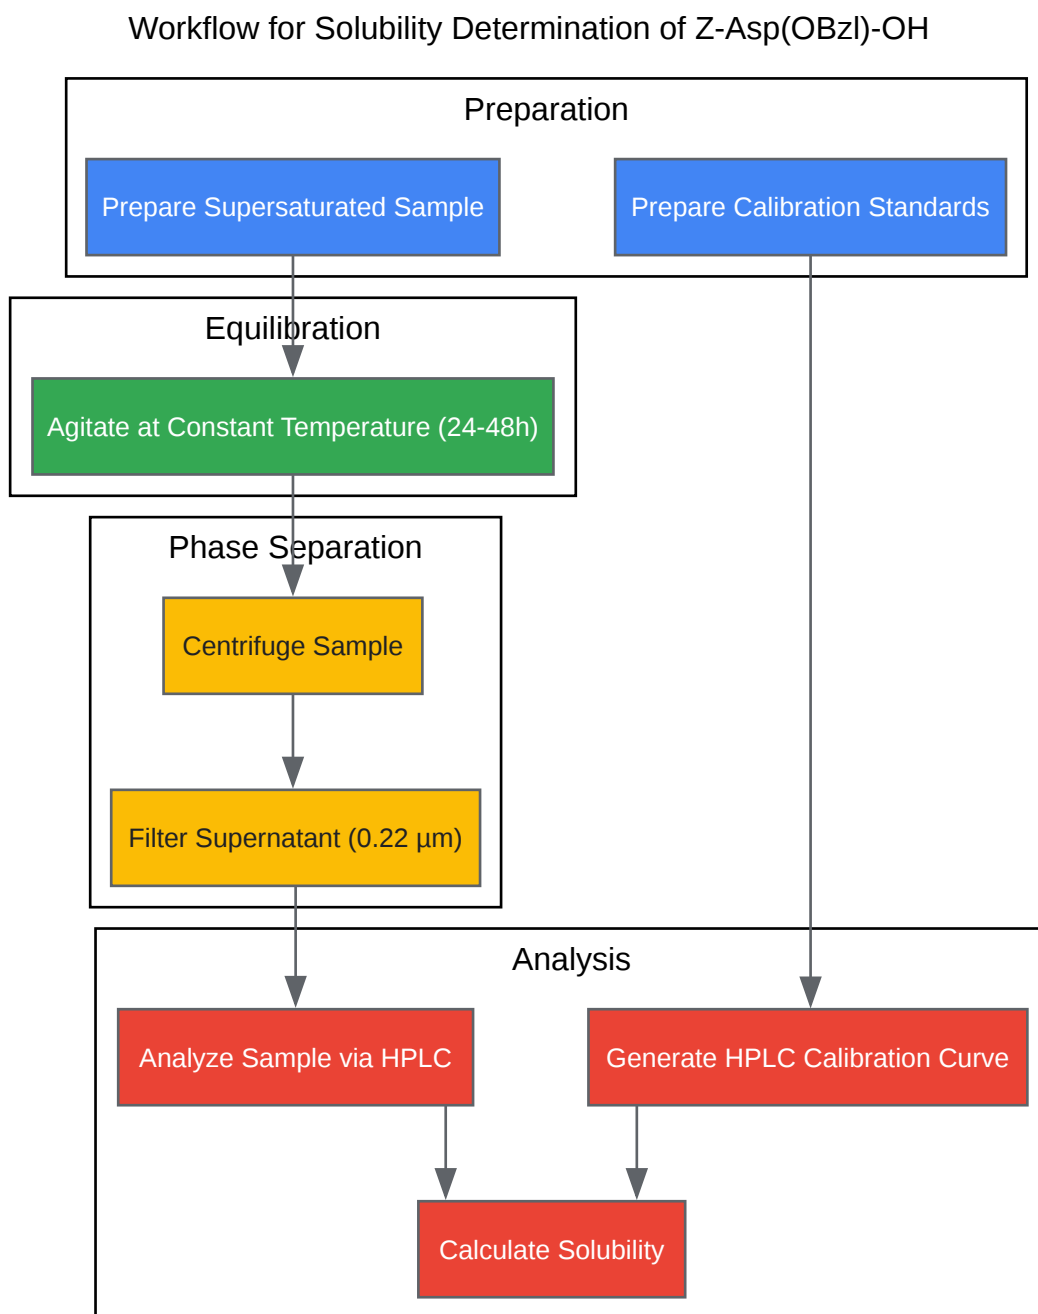 Workflow for Solubility Determination of Z-Asp(OBzl)-OH
Preparation
Prepare Supersaturated Sample
Prepare Calibration Standards
Equilibration
Agitate at Constant Temperature (24-48h)
Phase Separation
Centrifuge Sample
Filter Supernatant (0.22 µm)
Analysis
Analyze Sample via HPLC
Generate HPLC Calibration Curve
Calculate Solubility